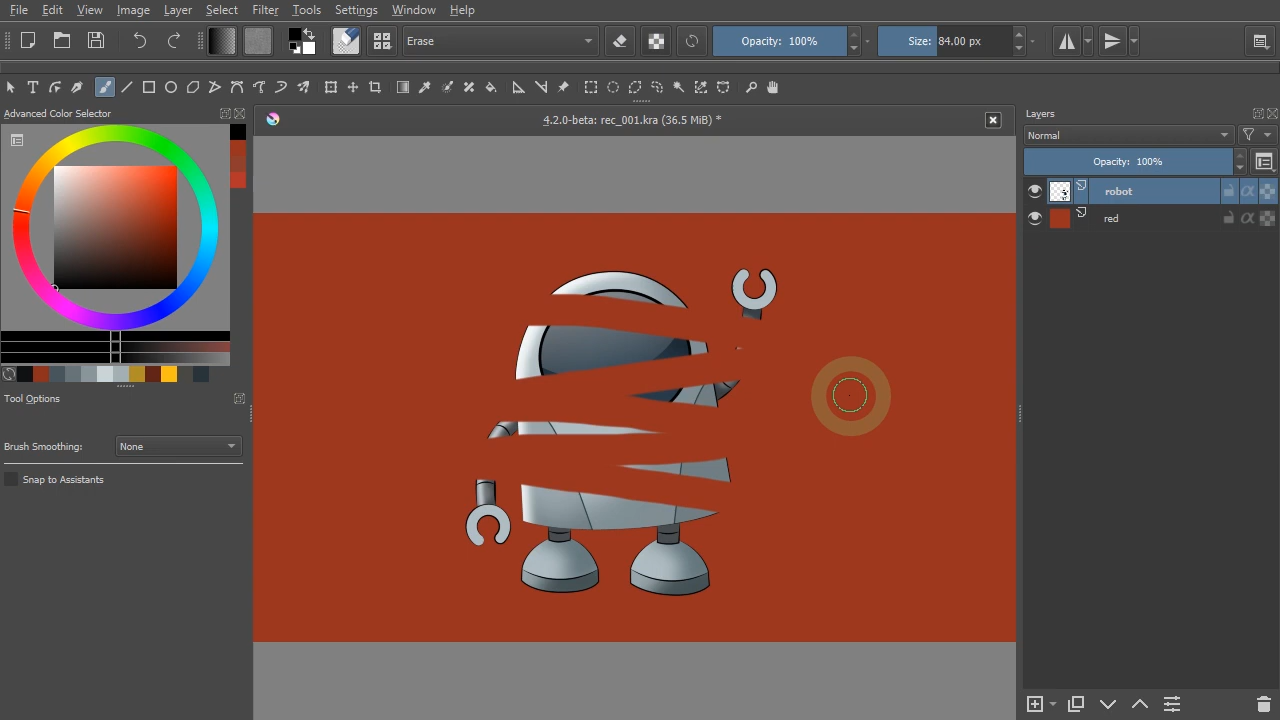 File Edit View Image Layer Select Filter Tools Settings Window Help
Erase Opacity: 100% Size: 84.00 px
Advanced Color Selector
4.2.0-beta: rec_001.kra (36.5 MiB) *
Layers
Normal
Opacity: 100%
robot
red
Tool Options
Brush Smoothing: None
Snap to Assistants